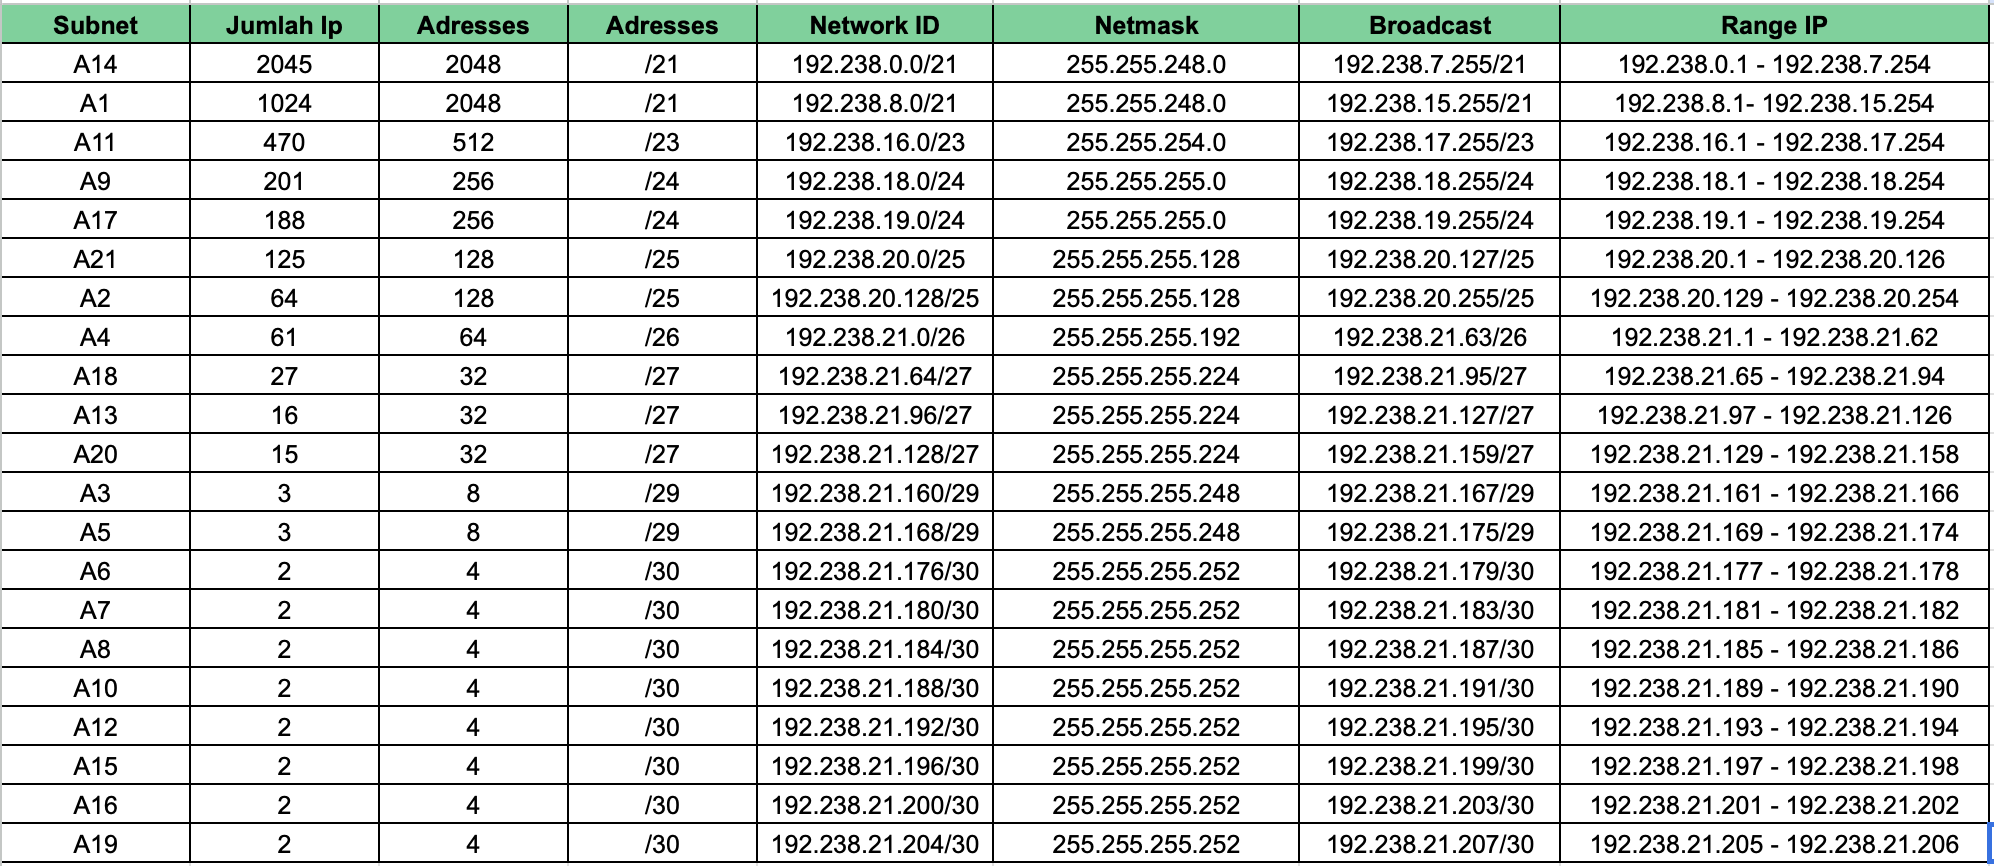 Subnet Jumlah Ip Adresses Adresses Network ID Netmask Broadcast Range IP
A14 2045 2048 /21 192.238.0.0/21 255.255.248.0 192.238.7.255/21 192.238.0.1 - 192.238.7.254
A1 1024 2048 /21 192.238.8.0/21 255.255.248.0 192.238.15.255/21 192.238.8.1- 192.238.15.254
A11 470 512 /23 192.238.16.0/23 255.255.254.0 192.238.17.255/23 192.238.16.1 - 192.238.17.254
A9 201 256 /24 192.238.18.0/24 255.255.255.0 192.238.18.255/24 192.238.18.1 - 192.238.18.254
A17 188 256 /24 192.238.19.0/24 255.255.255.0 192.238.19.255/24 192.238.19.1 - 192.238.19.254
A21 125 128 /25 192.238.20.0/25 255.255.255.128 192.238.20.127/25 192.238.20.1 - 192.238.20.126
A2 64 128 /25 192.238.20.128/25 255.255.255.128 192.238.20.255/25 192.238.20.129 - 192.238.20.254
A4 61 64 /26 192.238.21.0/26 255.255.255.192 192.238.21.63/26 192.238.21.1 - 192.238.21.62
A18 27 32 /27 192.238.21.64/27 255.255.255.224 192.238.21.95/27 192.238.21.65 - 192.238.21.94
A13 16 32 /27 192.238.21.96/27 255.255.255.224 192.238.21.127/27 192.238.21.97 - 192.238.21.126
A20 15 32 /27 192.238.21.128/27 255.255.255.224 192.238.21.159/27 192.238.21.129 - 192.238.21.158
A3 3 8 /29 192.238.21.160/29 255.255.255.248 192.238.21.167/29 192.238.21.161 - 192.238.21.166
A5 3 8 /29 192.238.21.168/29 255.255.255.248 192.238.21.175/29 192.238.21.169 - 192.238.21.174
A6 2 4 /30 192.238.21.176/30 255.255.255.252 192.238.21.179/30 192.238.21.177 - 192.238.21.178
A7 2 4 /30 192.238.21.180/30 255.255.255.252 192.238.21.183/30 192.238.21.181 - 192.238.21.182
A8 2 4 /30 192.238.21.184/30 255.255.255.252 192.238.21.187/30 192.238.21.185 - 192.238.21.186
A10 2 4 /30 192.238.21.188/30 255.255.255.252 192.238.21.191/30 192.238.21.189 - 192.238.21.190
A12 2 4 /30 192.238.21.192/30 255.255.255.252 192.238.21.195/30 192.238.21.193 - 192.238.21.194
A15 2 4 /30 192.238.21.196/30 255.255.255.252 192.238.21.199/30 192.238.21.197 - 192.238.21.198
A16 2 4 /30 192.238.21.200/30 255.255.255.252 192.238.21.203/30 192.238.21.201 - 192.238.21.202
A19 2 4 /30 192.238.21.204/30 255.255.255.252 192.238.21.207/30 192.238.21.205 - 192.238.21.206